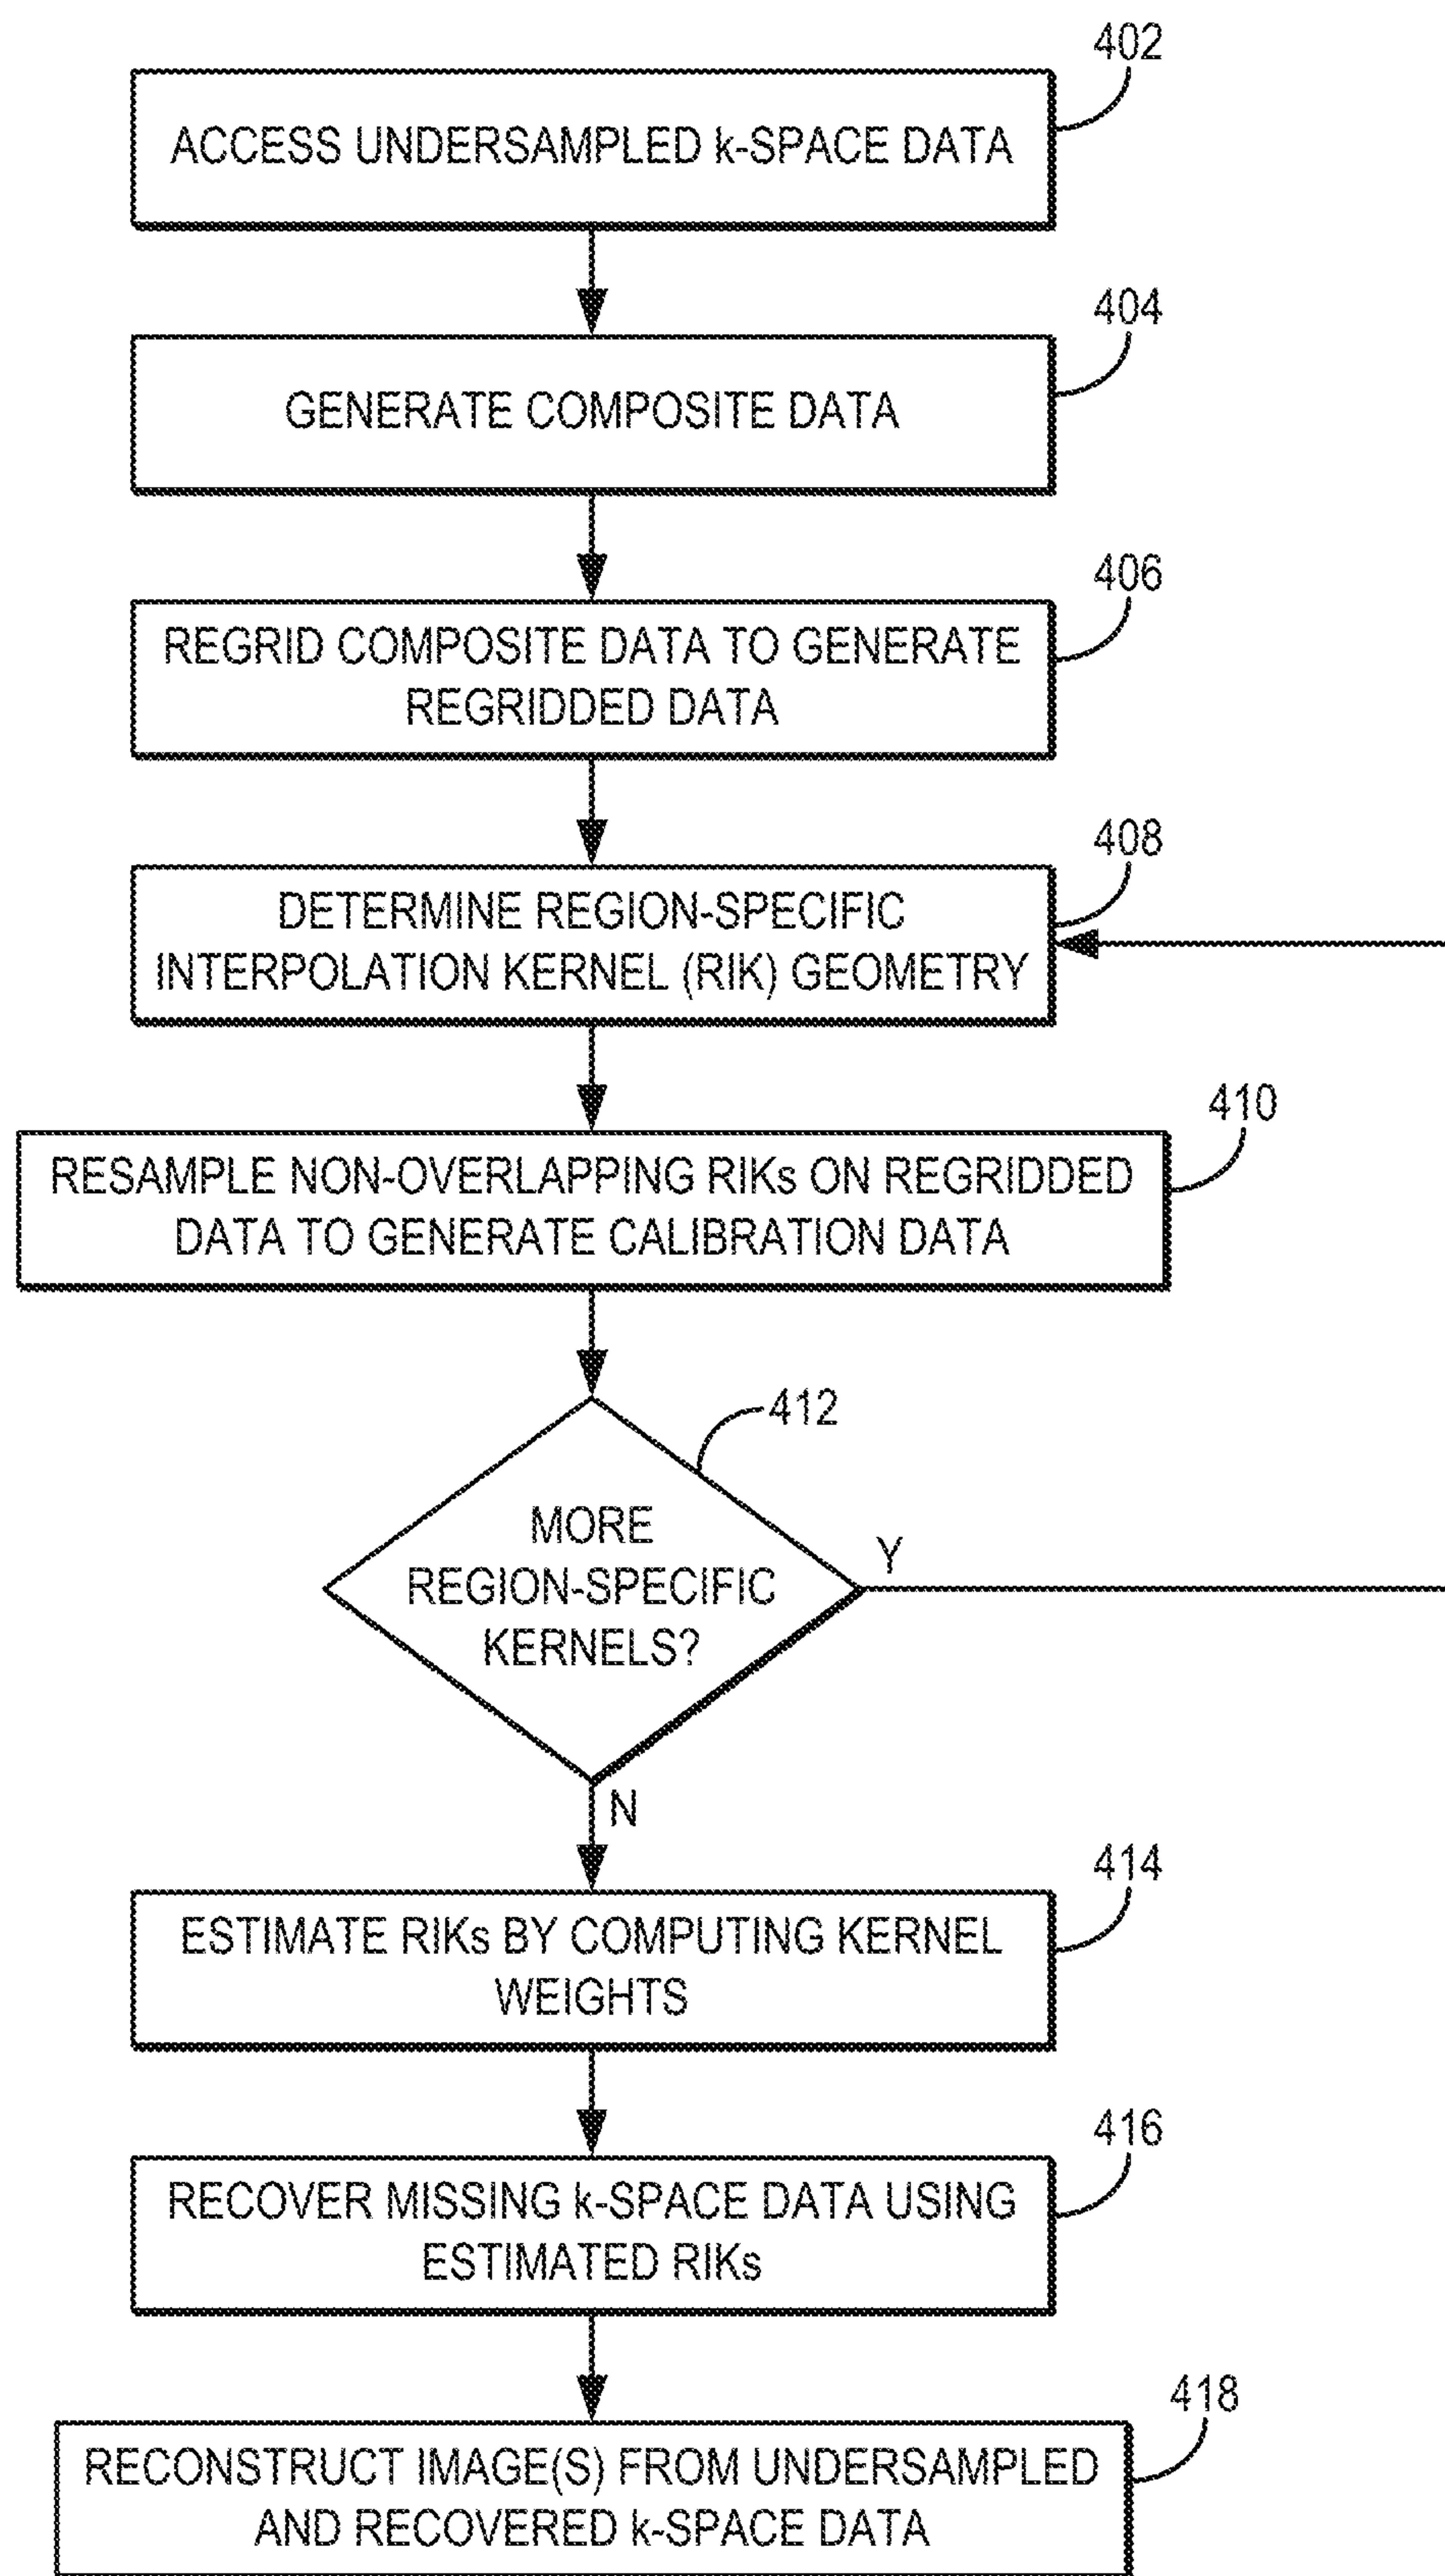 402
ACCESS UNDERSAMPLED k-SPACE DATA
404
GENERATE COMPOSITE DATA
406
REGRID COMPOSITE DATA TO GENERATE
REGRIDDED DATA
408
DETERMINE REGION-SPECIFIC
INTERPOLATION KERNEL (RIK) GEOMETRY
410
RESAMPLE NON-OVERLAPPING RIKs ON REGRIDDED
DATA TO GENERATE CALIBRATION DATA
412
MORE
REGION-SPECIFIC
KERNELS?
Y
N
414
ESTIMATE RIKs BY COMPUTING KERNEL
WEIGHTS
416
RECOVER MISSING k-SPACE DATA USING
ESTIMATED RIKs
418
RECONSTRUCT IMAGE(S) FROM UNDERSAMPLED
AND RECOVERED k-SPACE DATA